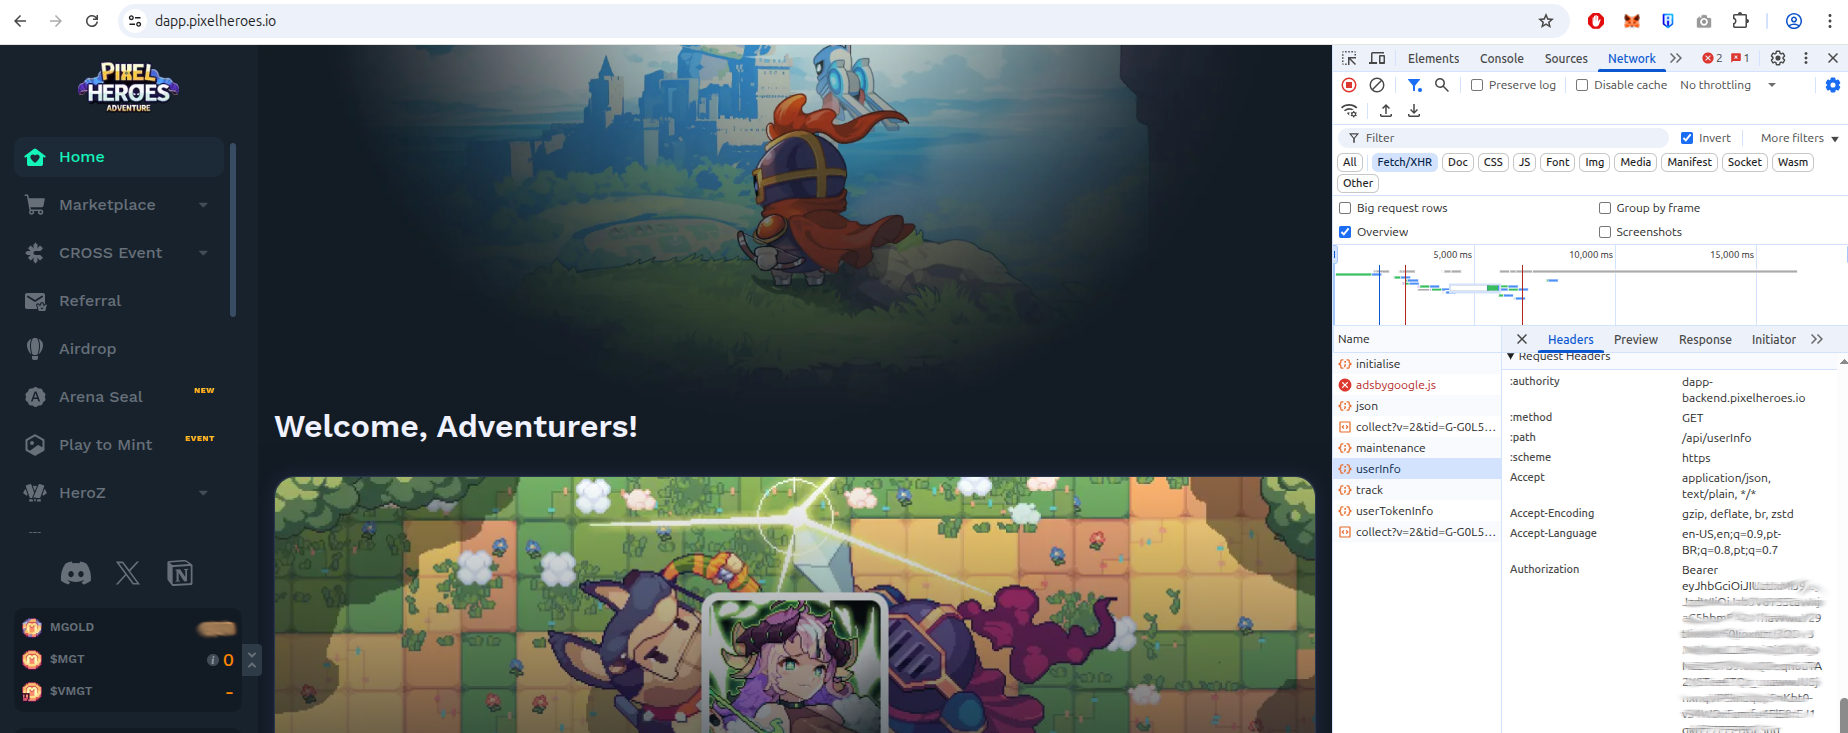 dapp.pixelheroes.io
PIXEL
HEROES
ADVENTURE
Home
Marketplace
CROSS Event
Referral
Airdrop
Arena Seal
NEW
Play to Mint
EVENT
HeroZ
MGOLD
$MGT
0
$VMGT
-
Welcome, Adventurers!
Elements Console Sources Network 2 1
Preserve log Disable cache No throttling
Filter Invert More filters
All Fetch/XHR Doc CSS JS Font Img Media Manifest Socket Wasm
Other
Big request rows Group by frame
Overview Screenshots
5,000 ms 10,000 ms 15,000 ms
Name
initialise
adsbygoogle.js
json
collect?v=2&tid=G-G0L5...
maintenance
userInfo
track
userTokenInfo
collect?v=2&tid=G-G0L5...
Headers Preview Response Initiator
Request Headers
:authority
dapp-
backend.pixelheroes.io
:method GET
:path /api/userInfo
:scheme https
Accept application/json,
text/plain, */*
Accept-Encoding gzip, deflate, br, zstd
Accept-Language en-US,en;q=0.9,pt-
BR;q=0.8,pt;q=0.7
Authorization Bearer